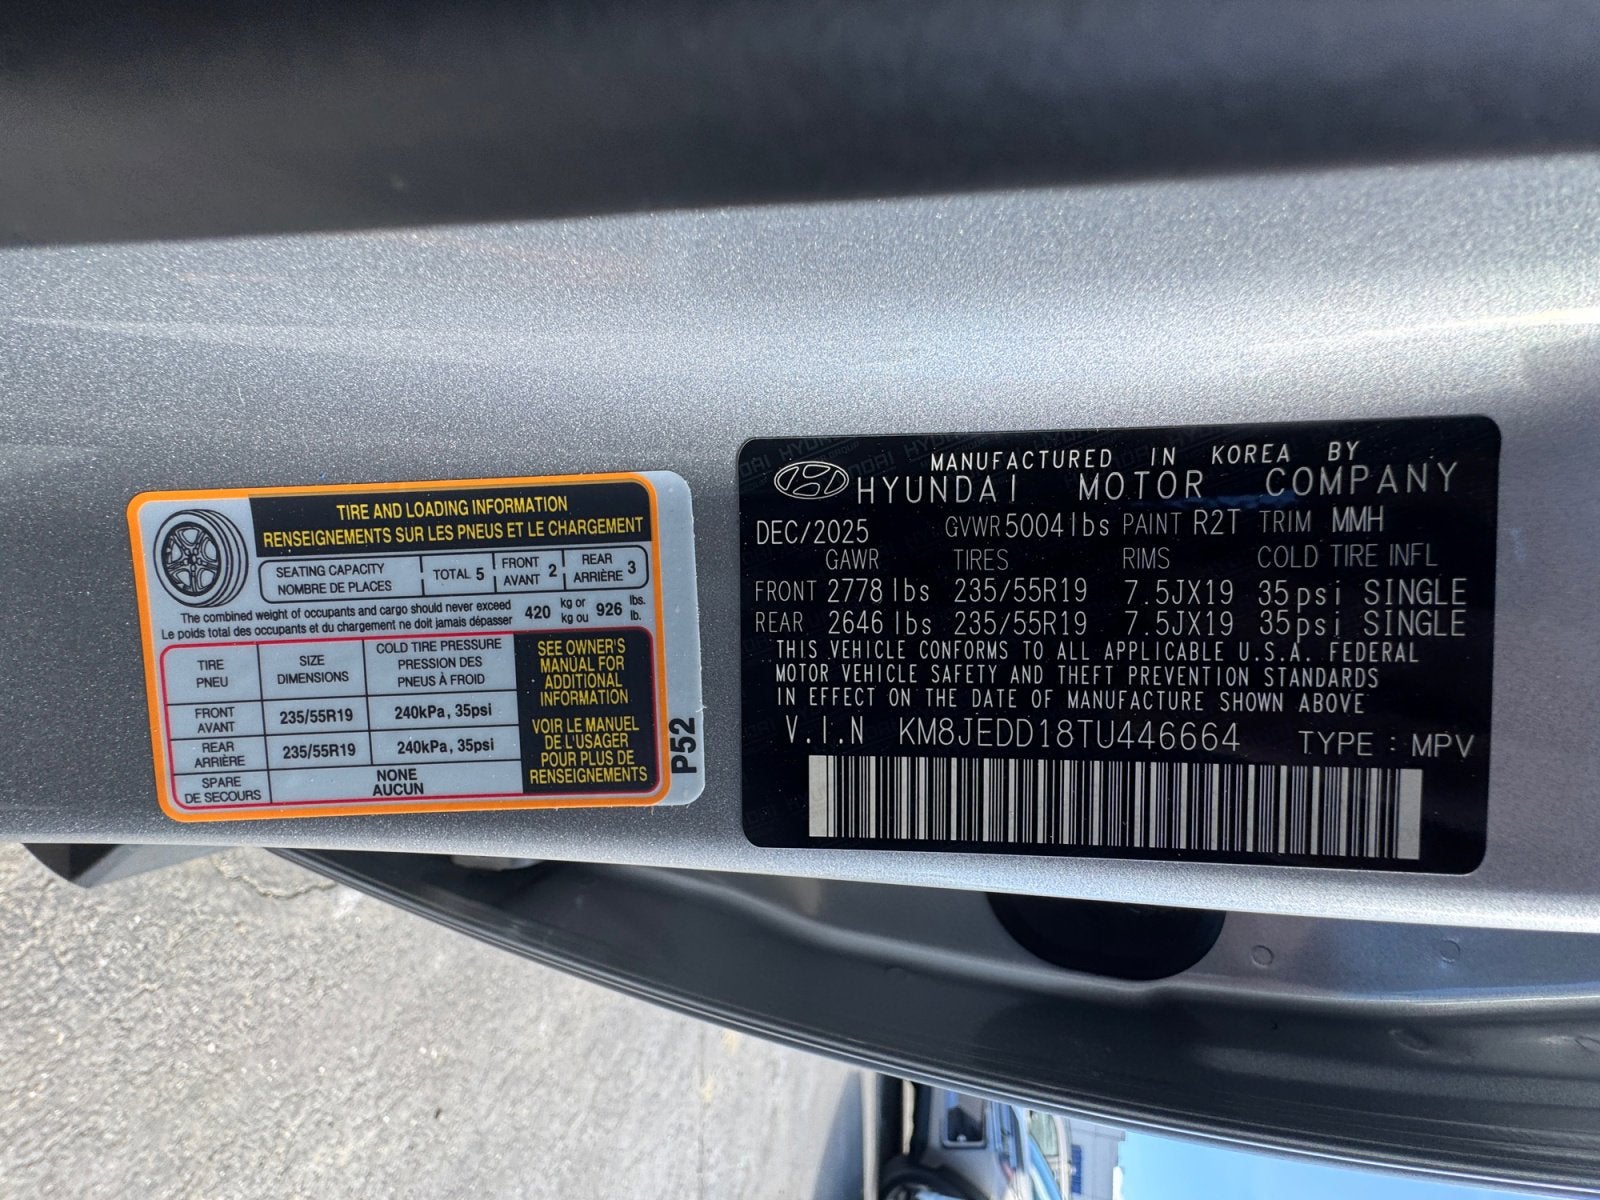 TIRE AND LOADING INFORMATION
RENSEIGNEMENTS SUR LES PNEUS ET LE CHARGEMENT
SEATING CAPACITY
NOMBRE DE PLACES
TOTAL 5
FRONT
AVANT 2
REAR
ARRIÈRE 3
The combined weight of occupants and cargo should never exceed
Le poids total des occupants et du chargement ne doit jamais dépasser
420 kg or
kg ou 926 lbs.
lb.
TIRE
PNEU
SIZE
DIMENSIONS
COLD TIRE PRESSURE
PRESSION DES
PNEUS À FROID
FRONT
AVANT
235/55R19
240kPa, 35psi
REAR
ARRIÈRE
235/55R19
240kPa, 35psi
SPARE
DE SECOURS
NONE
AUCUN
SEE OWNER'S
MANUAL FOR
ADDITIONAL
INFORMATION
VOIR LE MANUEL
DE L'USAGER
POUR PLUS DE
RENSEIGNEMENTS
P52
MANUFACTURED IN KOREA BY
HYUNDAI MOTOR COMPANY
DEC/2025 GVWR 5004lbs PAINT R2T TRIM MMH
GAWR TIRES RIMS COLD TIRE INFL
FRONT 2778 lbs 235/55R19 7.5JX19 35psi SINGLE
REAR 2646 lbs 235/55R19 7.5JX19 35psi SINGLE
THIS VEHICLE CONFORMS TO ALL APPLICABLE U.S.A. FEDERAL
MOTOR VEHICLE SAFETY AND THEFT PREVENTION STANDARDS
IN EFFECT ON THE DATE OF MANUFACTURE SHOWN ABOVE
V.I.N KM8JEDD18TU446664 TYPE : MPV